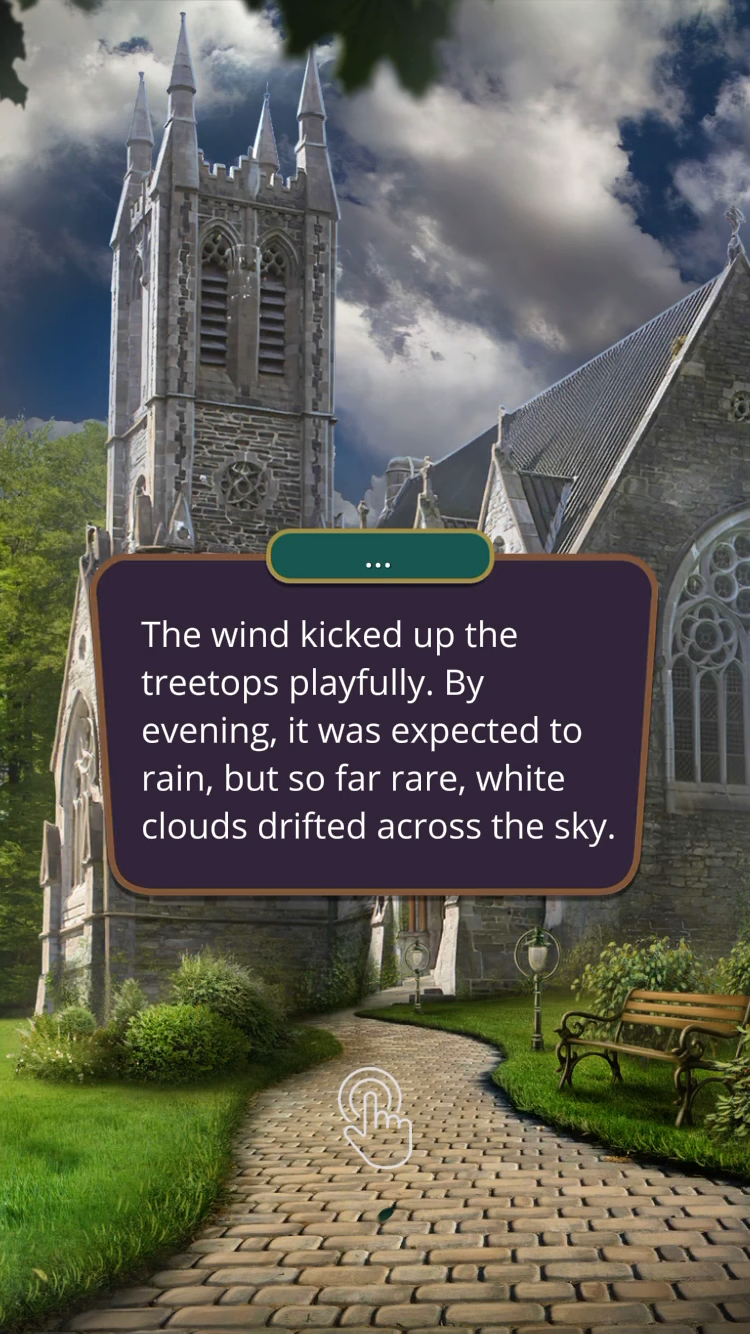 ...
The wind kicked up the
treetops playfully. By
evening, it was expected to
rain, but so far rare, white
clouds drifted across the sky.